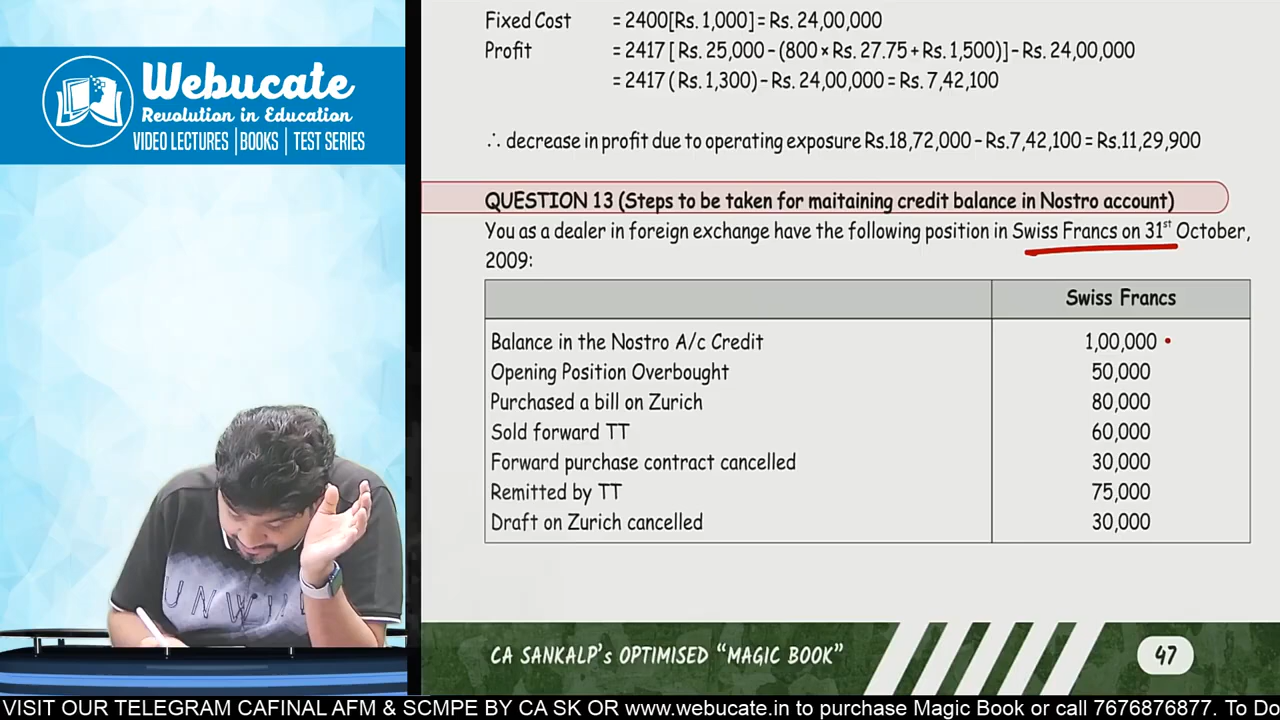 Webucate
Revolution in Education
VIDEO LECTURES | BOOKS | TEST SERIES
Fixed Cost = 2400[Rs. 1,000] = Rs. 24,00,000
Profit = 2417 [ Rs. 25,000 – (800 × Rs. 27.75 + Rs. 1,500)] – Rs. 24,00,000
= 2417 ( Rs. 1,300) – Rs. 24,00,000 = Rs. 7,42,100
∴ decrease in profit due to operating exposure Rs.18,72,000 – Rs.7,42,100 = Rs.11,29,900
QUESTION 13 (Steps to be taken for maitaining credit balance in Nostro account)
You as a dealer in foreign exchange have the following position in Swiss Francs on 31st October,
2009:
Swiss Francs
Balance in the Nostro A/c Credit 1,00,000
Opening Position Overbought 50,000
Purchased a bill on Zurich 80,000
Sold forward TT 60,000
Forward purchase contract cancelled 30,000
Remitted by TT 75,000
Draft on Zurich cancelled 30,000
UNW
CA SANKALP's OPTIMISED "MAGIC BOOK" 47
VISIT OUR TELEGRAM CAFINAL AFM & SCMPE BY CA SK OR www.webucate.in to purchase Magic Book or call 7676876877. To Do